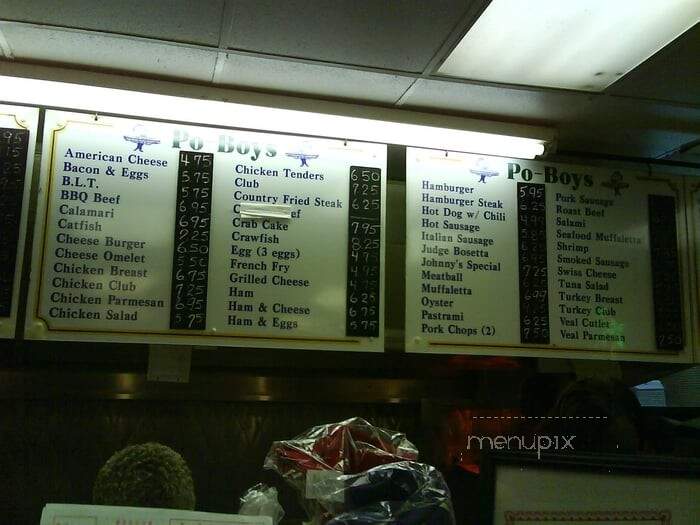 Po Boys
American Cheese 4.75
Bacon & Eggs 5.75
B.L.T. 5.75
BBQ Beef 6.95
Calamari
Catfish 6.95
Cheese Burger
Cheese Omelet
Chicken Breast 6.75
Chicken Club 7.25
Chicken Parmesan 6.95
Chicken Salad 5.75
Chicken Tenders 6.50
Club 7.25
Country Fried Steak 6.25
Crab Cake 7.95
Crawfish 8.25
Egg (3 eggs) 4.75
French Fry 4.45
Grilled Cheese 4.75
Ham 6.25
Ham & Cheese 6.75
Ham & Eggs 5.75
Po-Boys
Hamburger 5.95
Hamburger Steak
Hot Dog w/ Chili
Hot Sausage
Italian Sausage
Judge Bosetta
Johnny's Special 7.25
Meatball
Muffaletta
Oyster
Pastrami 6.25
Pork Chops (2)
Pork Sausage
Roast Beef
Salami
Seafood Muffaletta
Shrimp
Smoked Sausage
Swiss Cheese
Tuna Salad
Turkey Breast
Turkey Club
Veal Cutlet
Veal Parmesan 7.50
menupix